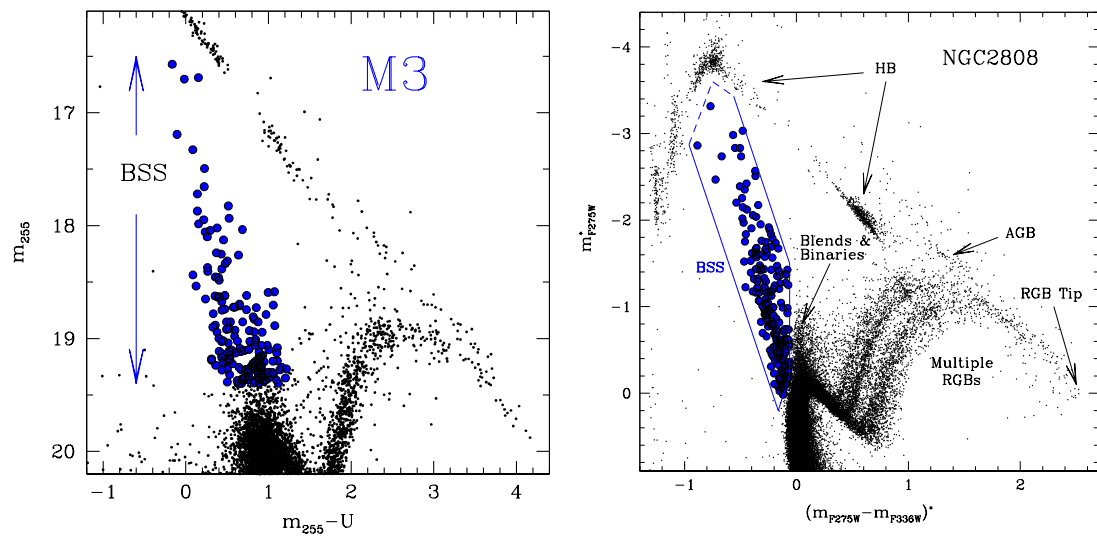 M3
BSS
17
18
19
20
m255
-1
0
1
2
3
4
m255-U
NGC2808
HB
Blends &
Binaries
BSS
AGB
RGB Tip
Multiple
RGBs
-4
-3
-2
-1
0
m*F275W
-1
0
1
2
(mF275W-mF336W)*